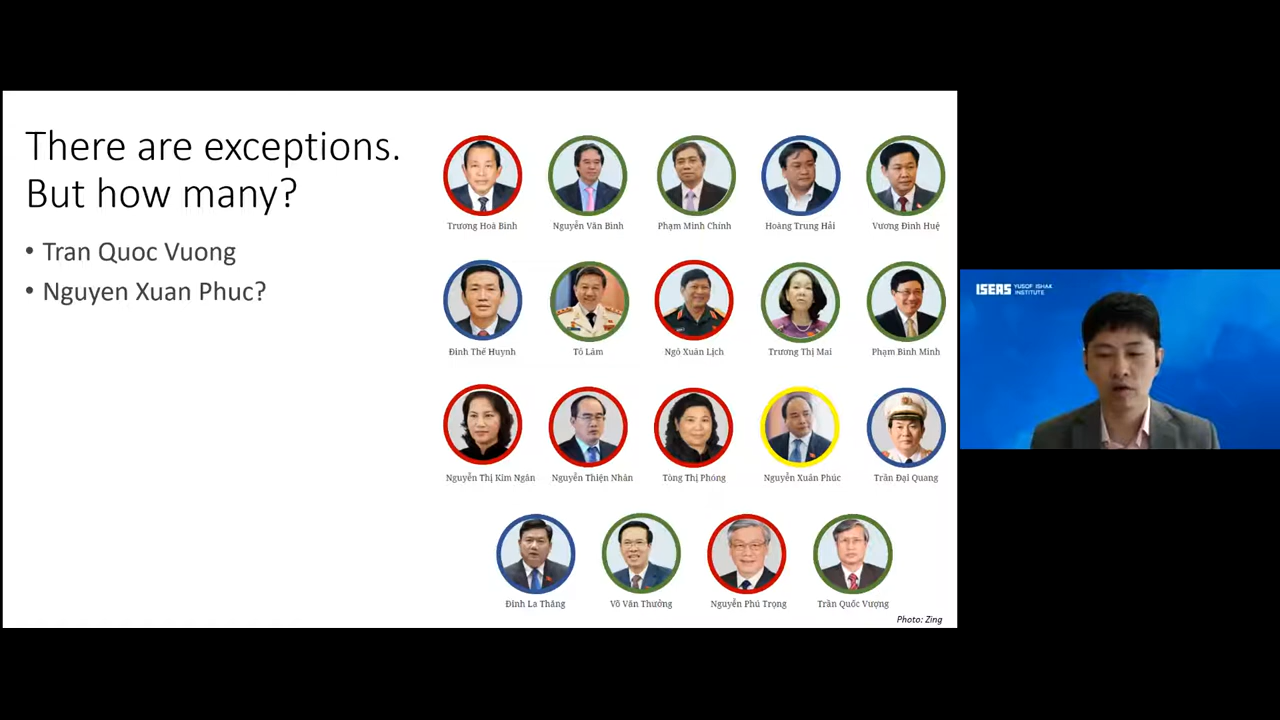 There are exceptions.
But how many?
• Tran Quoc Vuong
• Nguyen Xuan Phuc?
Trương Hoà Bình
Nguyễn Văn Bình
Phạm Minh Chính
Hoàng Trung Hải
Vương Đình Huệ
Đinh Thế Huynh
Tô Lâm
Ngô Xuân Lịch
Trương Thị Mai
Phạm Bình Minh
Nguyễn Thị Kim Ngân
Nguyễn Thiện Nhân
Tòng Thị Phóng
Nguyễn Xuân Phúc
Trần Đại Quang
Đinh La Thăng
Võ Văn Thưởng
Nguyễn Phú Trọng
Trần Quốc Vượng
Photo: Zing
ISEAS YUSOF ISHAK
INSTITUTE